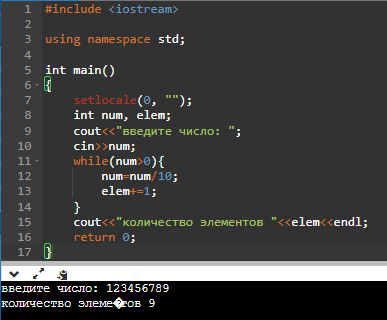 1 #include <iostream>
2
3 using namespace std;
4
5 int main()
6 {
7 setlocale(0, "");
8 int num, elem;
9 cout<<"введите число: ";
10 cin>>num;
11 while(num>0){
12 num=num/10;
13 elem+=1;
14 }
15 cout<<"количество элементов "<<elem<<endl;
16 return 0;
17 }
введите число: 123456789
количество элеме�тов 9